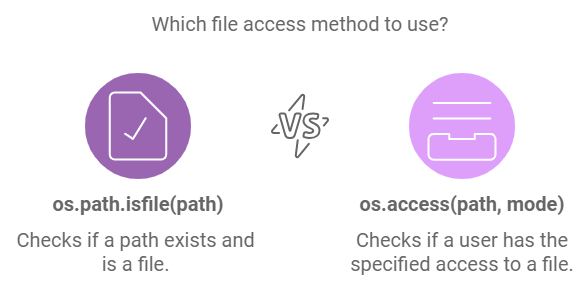 Which file access method to use?
VS
os.path.isfile(path)
os.access(path, mode)
Checks if a path exists and
is a file.
Checks if a user has the
specified access to a file.